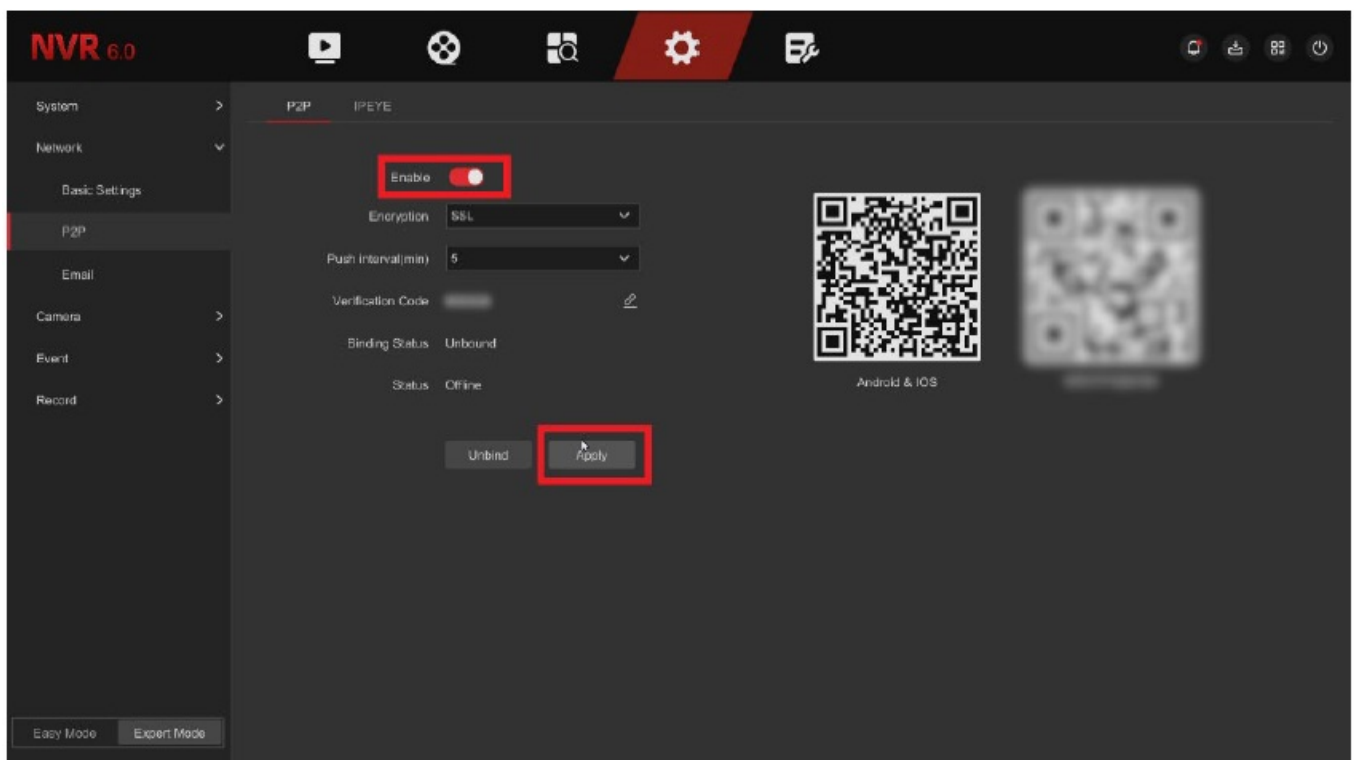 NVR 6.0
System
Network
Basic Settings
P2P
Email
Camera
Event
Record
Easy Mode
Expert Mode
P2P
IPEYE
Enable
Encryption SSL
Push interval(min) 5
Verification Code
Binding Status Unbound
Status Offline
Unbind
Apply
Android & IOS